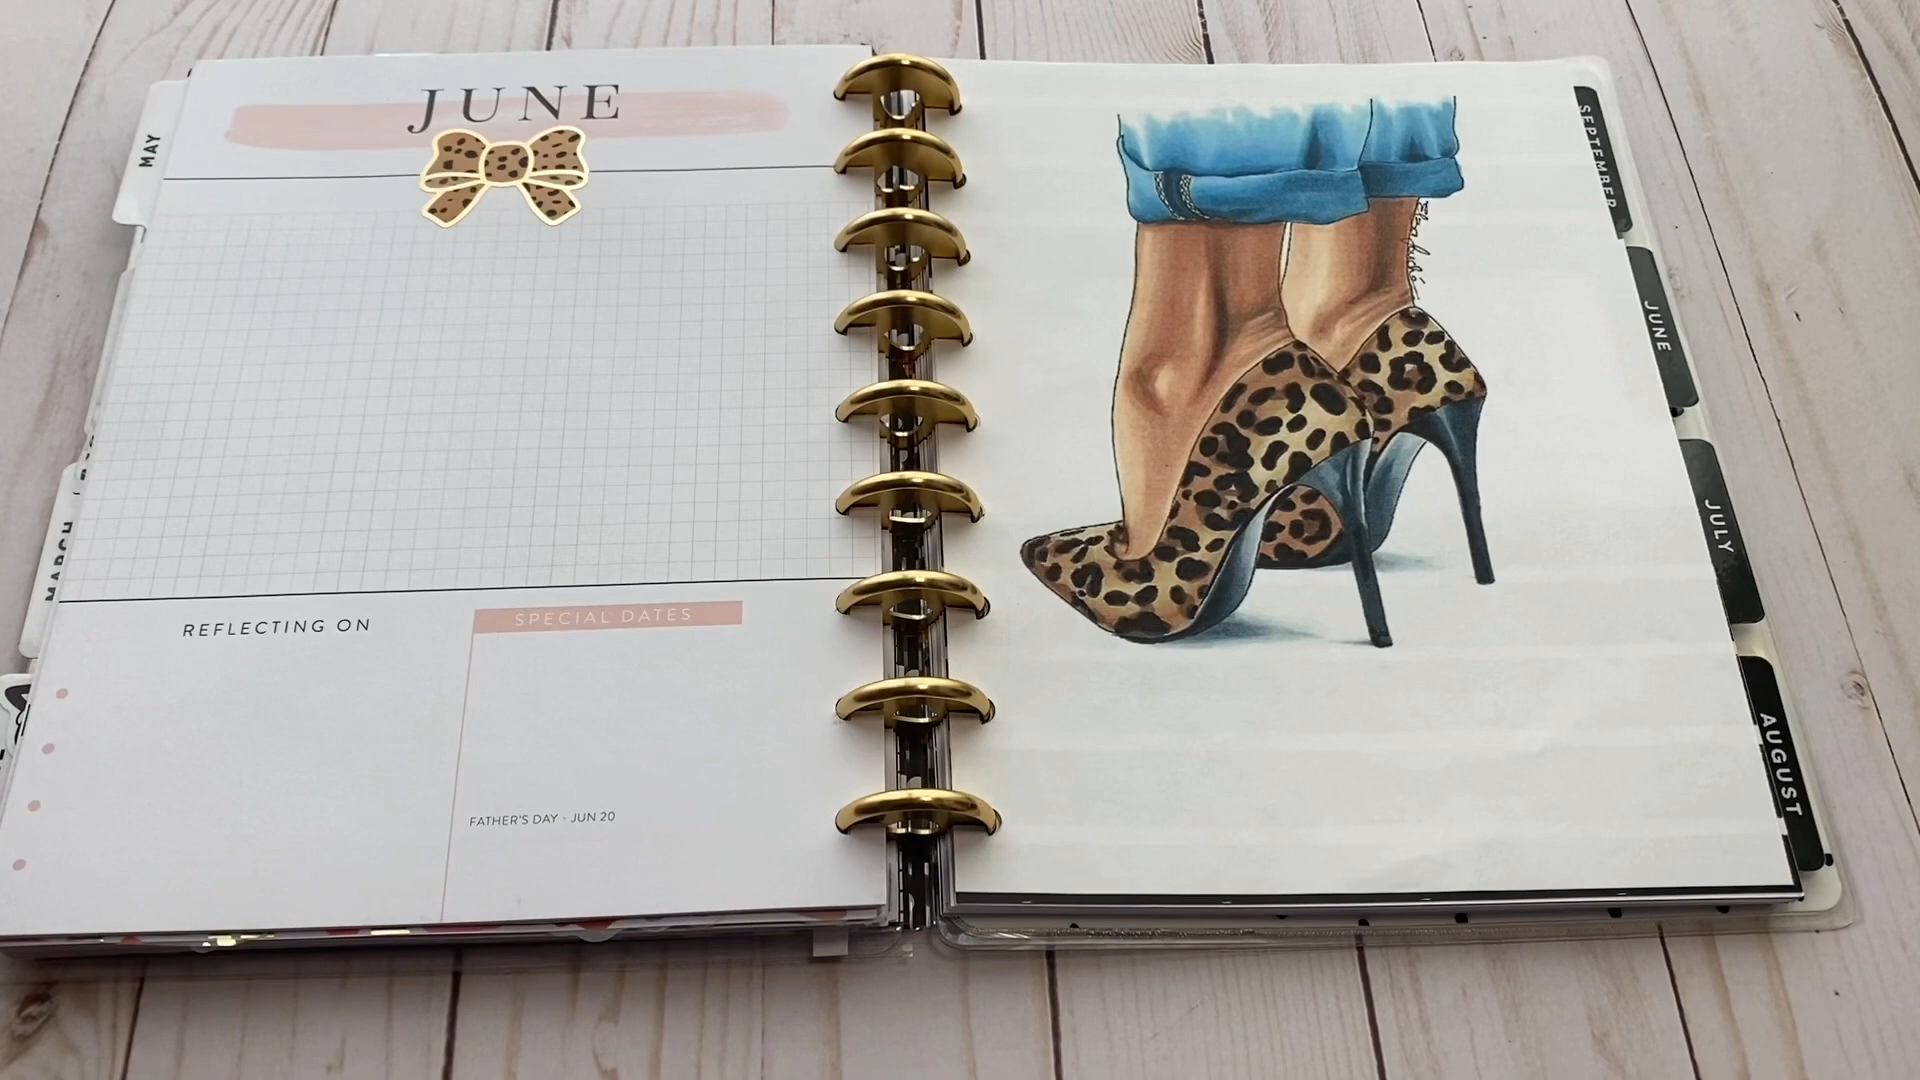 JUNE
MAY
MARCH
REFLECTING ON
SPECIAL DATES
FATHER'S DAY - JUN 20
SEPTEMBER
JUNE
JULY
AUGUST